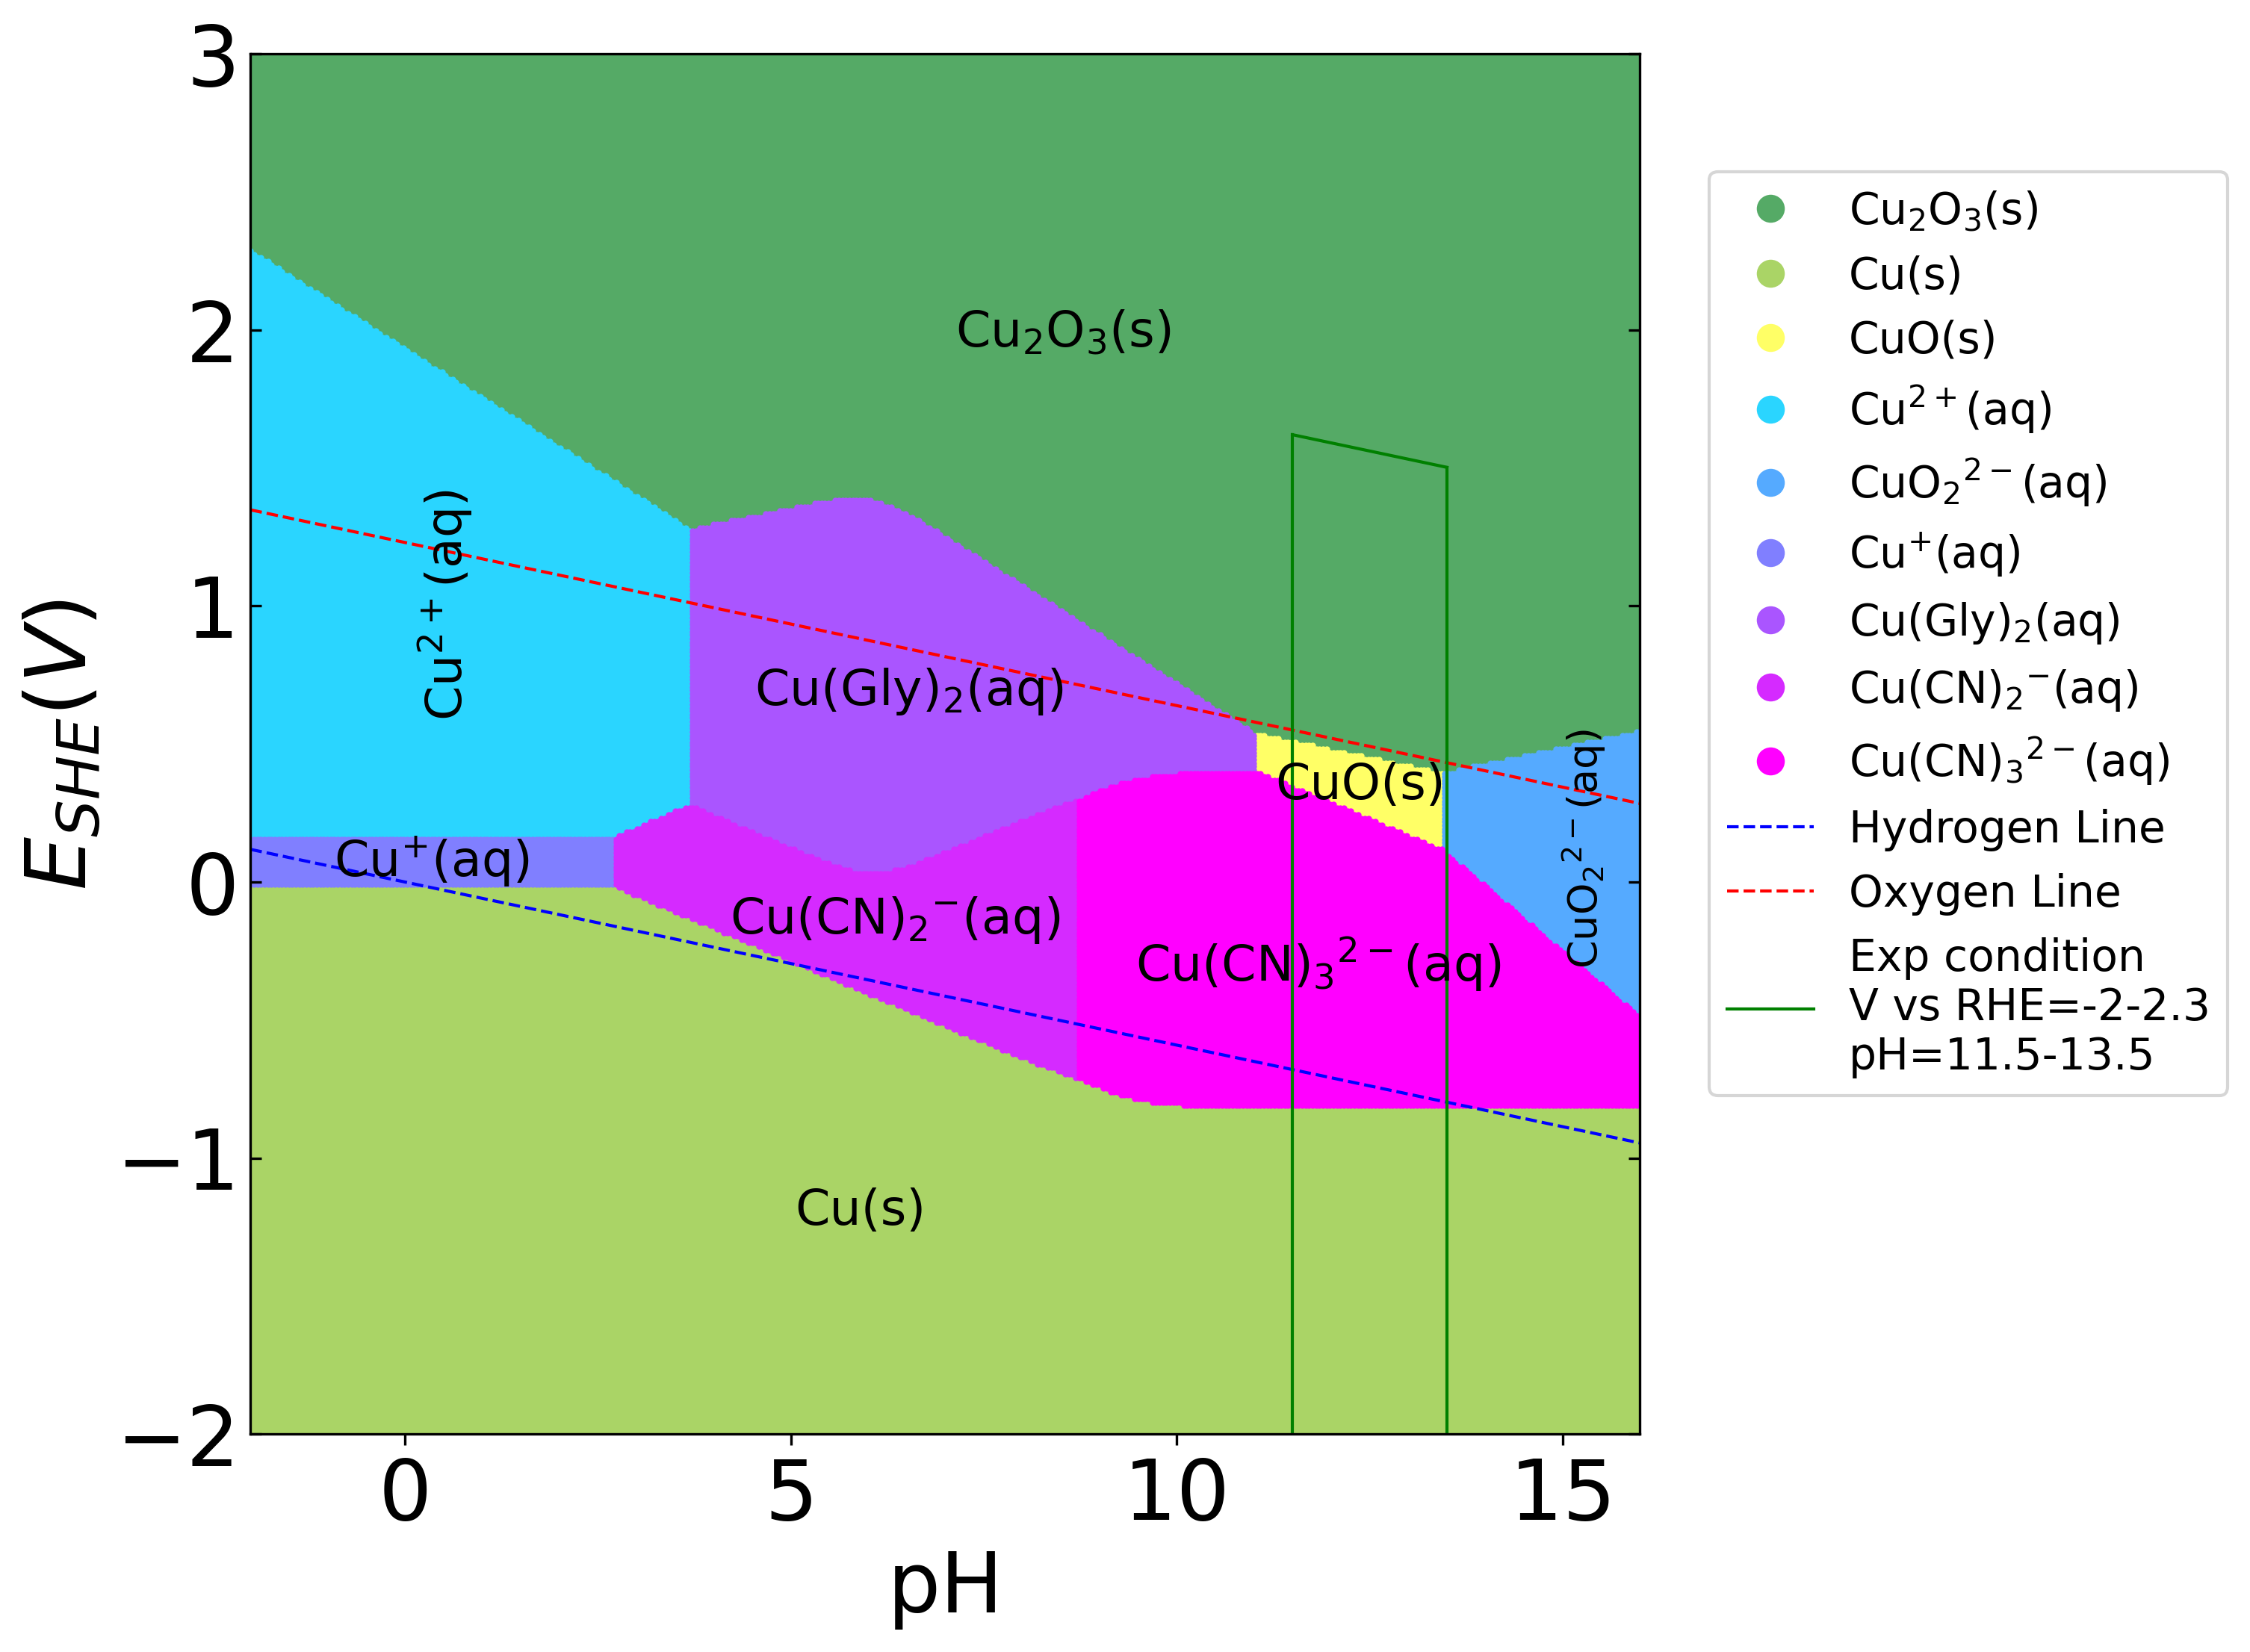 3
2
1
0
−1
−2
E_SHE(V)
0 5 10 15
pH
Cu₂O₃(s)
Cu²⁺(aq)
Cu(Gly)₂(aq)
CuO(s)
CuO₂²⁻(aq)
Cu⁺(aq)
Cu(CN)₂⁻(aq)
Cu(CN)₃²⁻(aq)
Cu(s)
Cu₂O₃(s)
Cu(s)
CuO(s)
Cu²⁺(aq)
CuO₂²⁻(aq)
Cu⁺(aq)
Cu(Gly)₂(aq)
Cu(CN)₂⁻(aq)
Cu(CN)₃²⁻(aq)
Hydrogen Line
Oxygen Line
Exp condition
V vs RHE=-2-2.3
pH=11.5-13.5